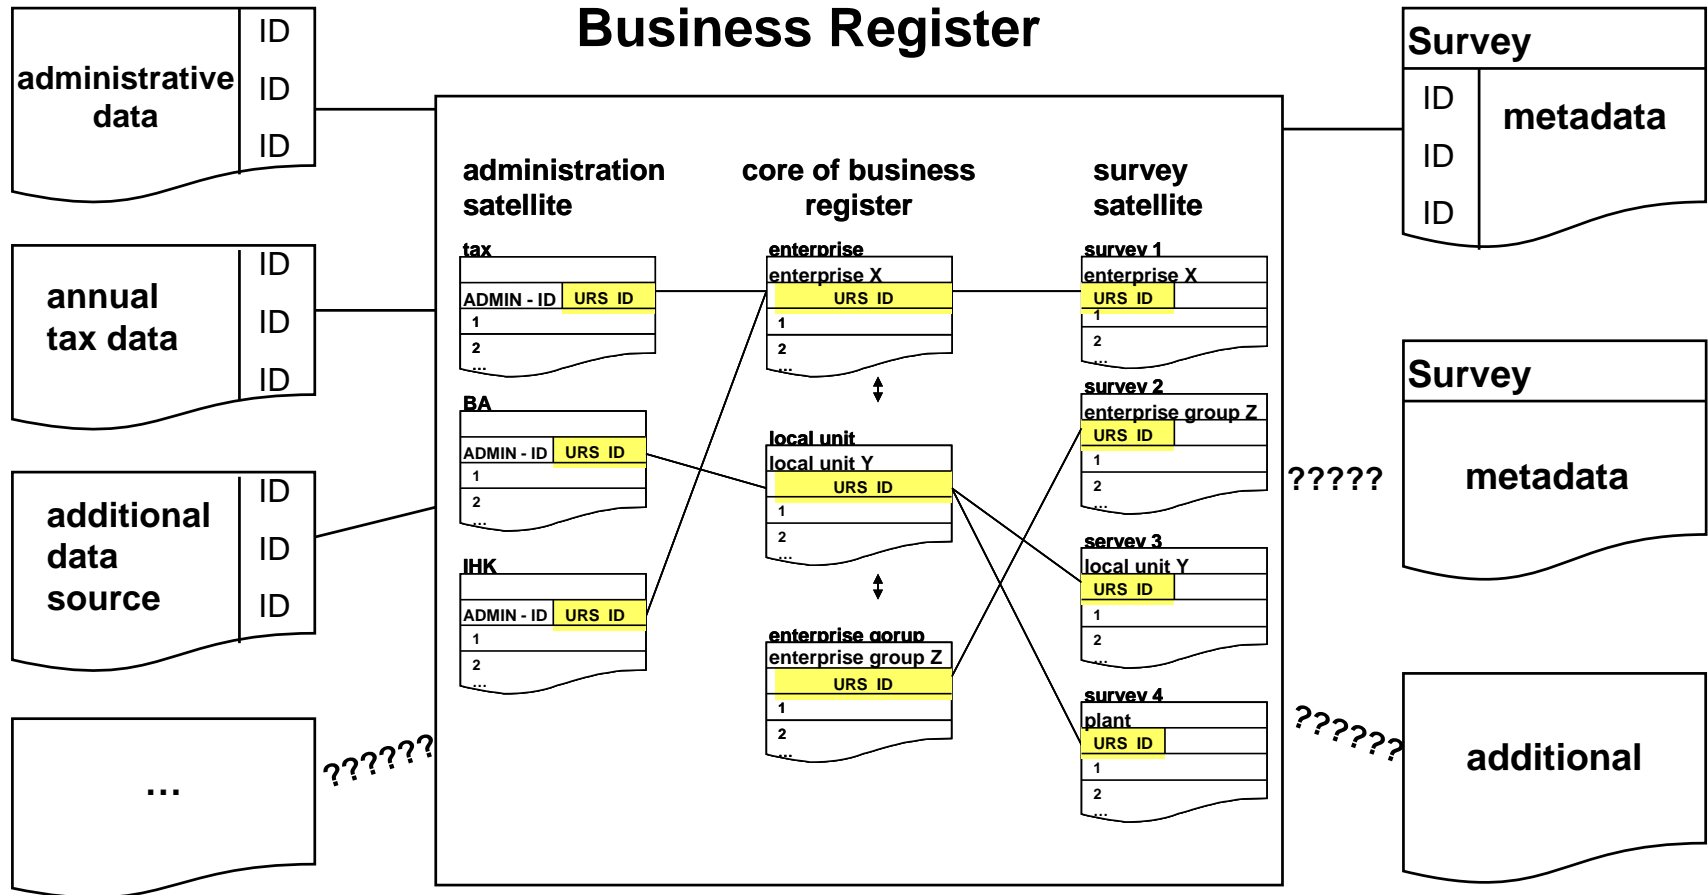 Business Register
administrative
data
ID
ID
ID
annual
tax data
ID
ID
ID
additional
data
source
ID
ID
ID
...
??????
administration
satellite
tax
ADMIN - ID URS ID
1
2
...
BA
ADMIN - ID URS ID
1
2
...
IHK
ADMIN - ID URS ID
1
2
...
core of business
register
enterprise
enterprise X
URS ID
1
2
...
local unit
local unit Y
URS ID
1
2
...
enterprise gorup
enterprise group Z
URS ID
1
2
...
survey
satellite
survey 1
enterprise X
URS ID
1
2
...
survey 2
enterprise group Z
URS ID
1
2
...
servey 3
local unit Y
URS ID
1
2
...
survey 4
plant
URS ID
1
2
...
Survey
ID
ID
ID
metadata
?????
Survey
metadata
??????
additional